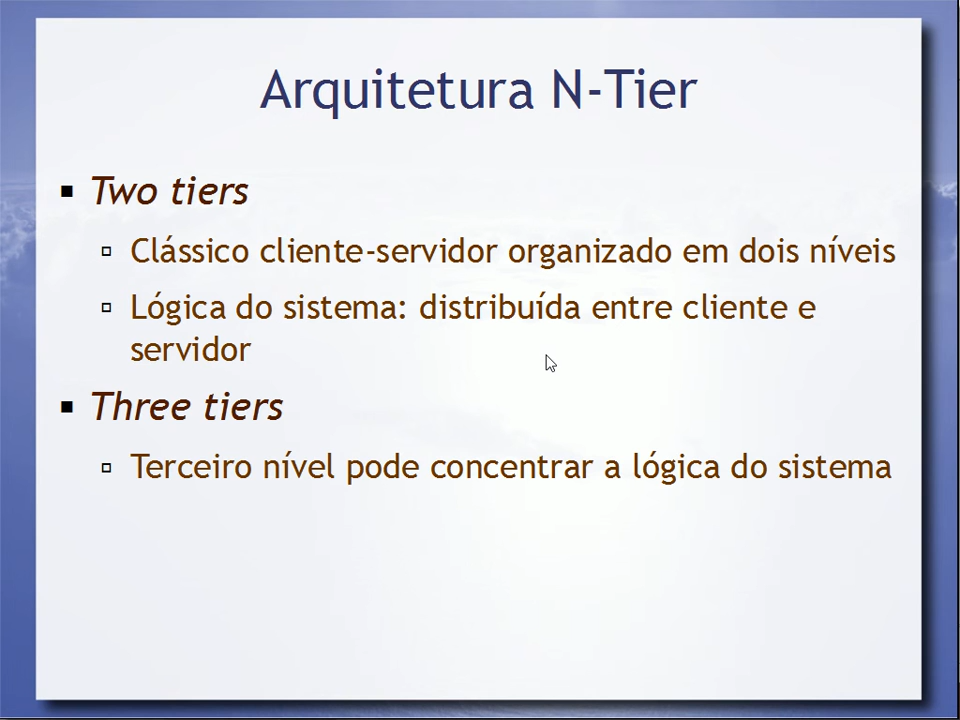 Arquitetura N-Tier
Two tiers
Clássico cliente-servidor organizado em dois níveis
Lógica do sistema: distribuída entre cliente e
servidor
Three tiers
Terceiro nível pode concentrar a lógica do sistema